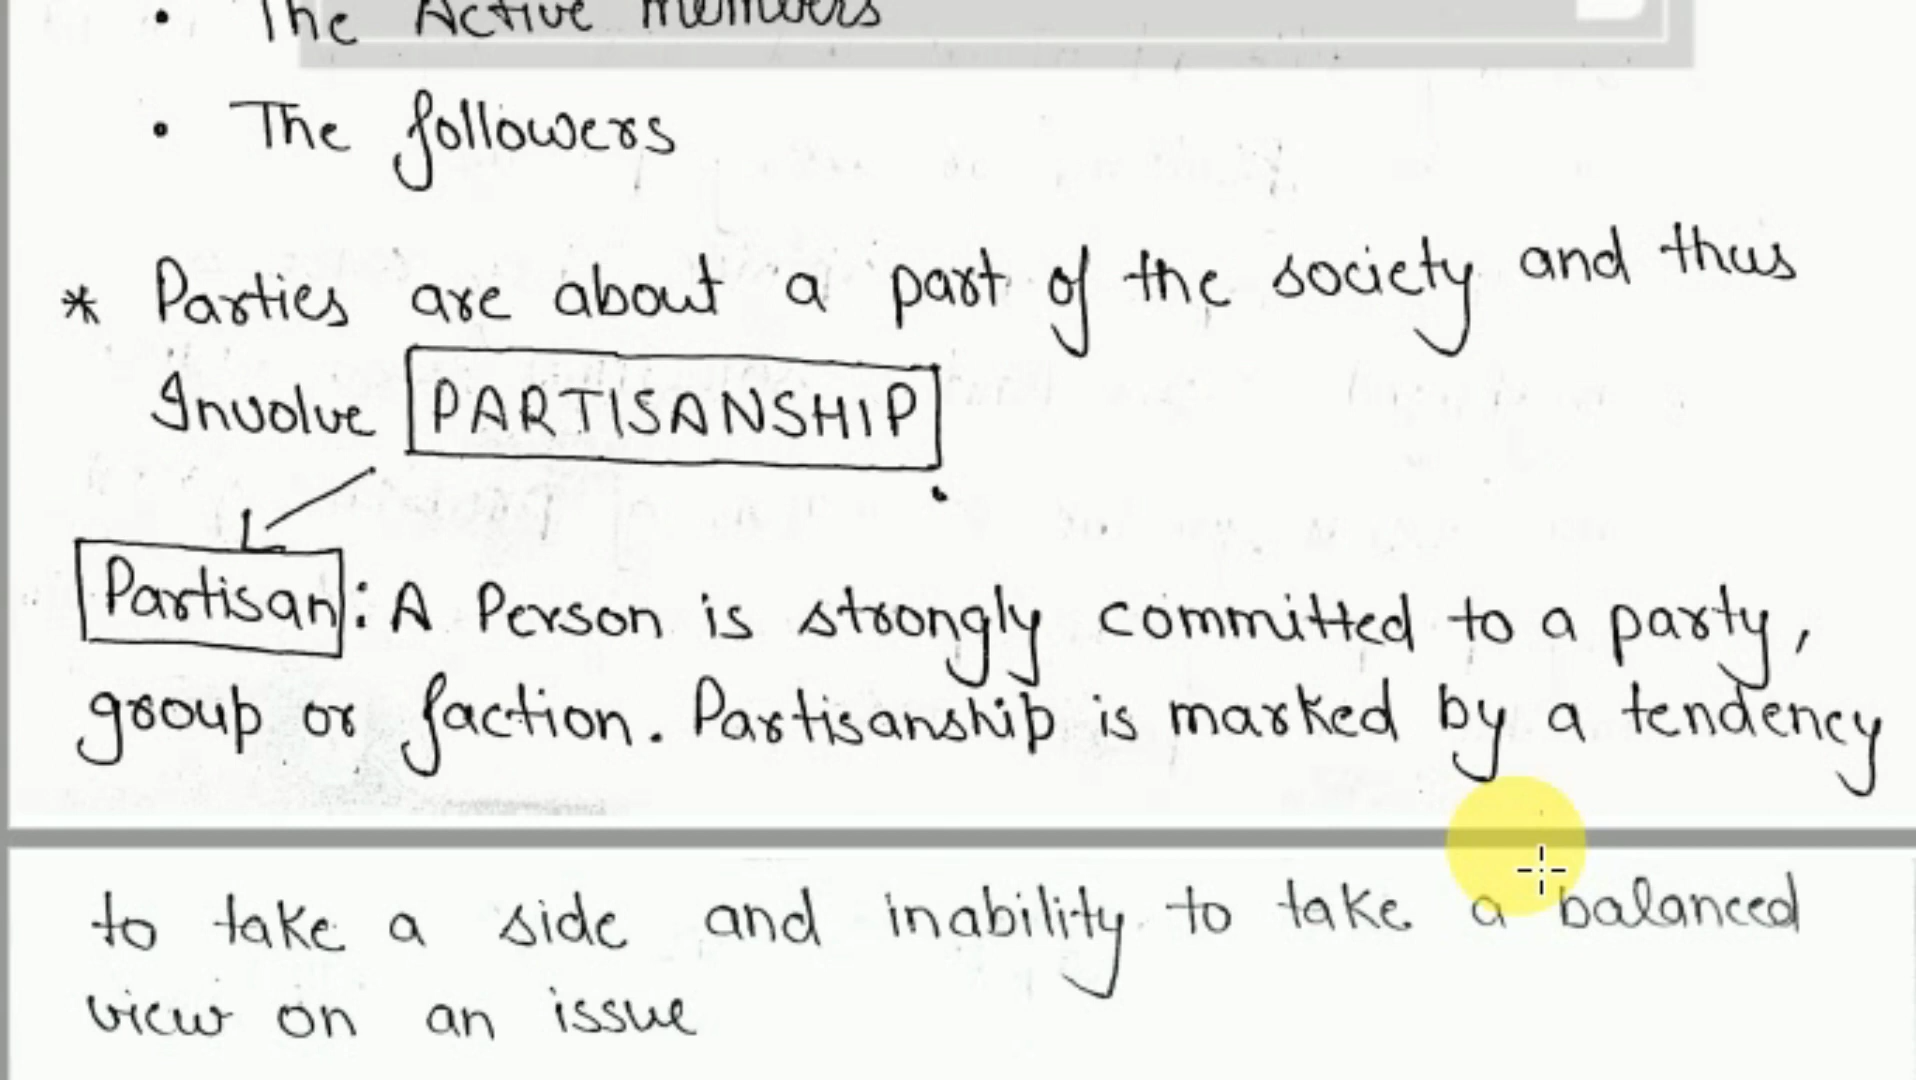 • The Active members
• The followers
* Parties are about a part of the society and thus
Involve PARTISANSHIP.
Partisan: A Person is strongly committed to a party,
group or faction. Partisanship is marked by a tendency
to take a side and inability to take a balanced
view on an issue